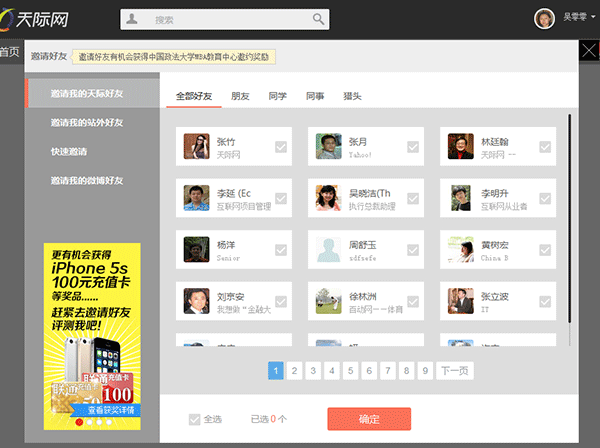 天际网
搜索
吴零零
首页
邀请好友
邀请好友有机会获得中国政法大学MBA教育中心邀约奖励
邀请我的天际好友
邀请我的站外好友
快速邀请
邀请我的微博好友
全部好友 朋友 同学 同事 猎头
张竹
天际网
张月
Yahoo!
林廷翰
天际网 一
李延 (Ec
互联网项目管理
吴晓洁(Th
执行总裁助理
李明升
互联网从业者
杨洋
Senior
周舒玉
sdfsefs
黄树宏
China B
刘京安
我想做“金融大
徐林洲
百动网一一体育
张立波
IT
更有机会获得
iPhone 5s
100元充值卡
等奖品......
赶紧去邀请好友
评测我吧！
充值卡
100
查看获奖详情
1 2 3 4 5 6 7 8 9 下一页
全选
已选 0 个
确定